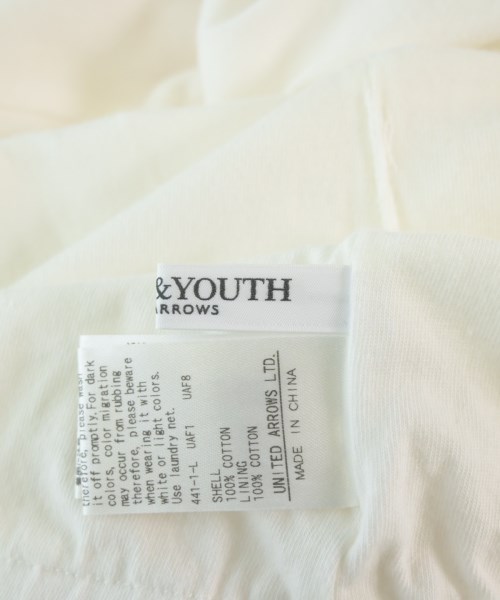 &YOUTH
ARROWS
therefore, please wash
it off promptly.For dark
colors, color migration
may occur from rubbing
therefore, please beware
when wearing it with
white or light colors.
Use laundry net.
441-1-L UAF1 UAF8
SHELL
100% COTTON
LINING
100% COTTON
UNITED ARROWS LTD.
MADE IN CHINA